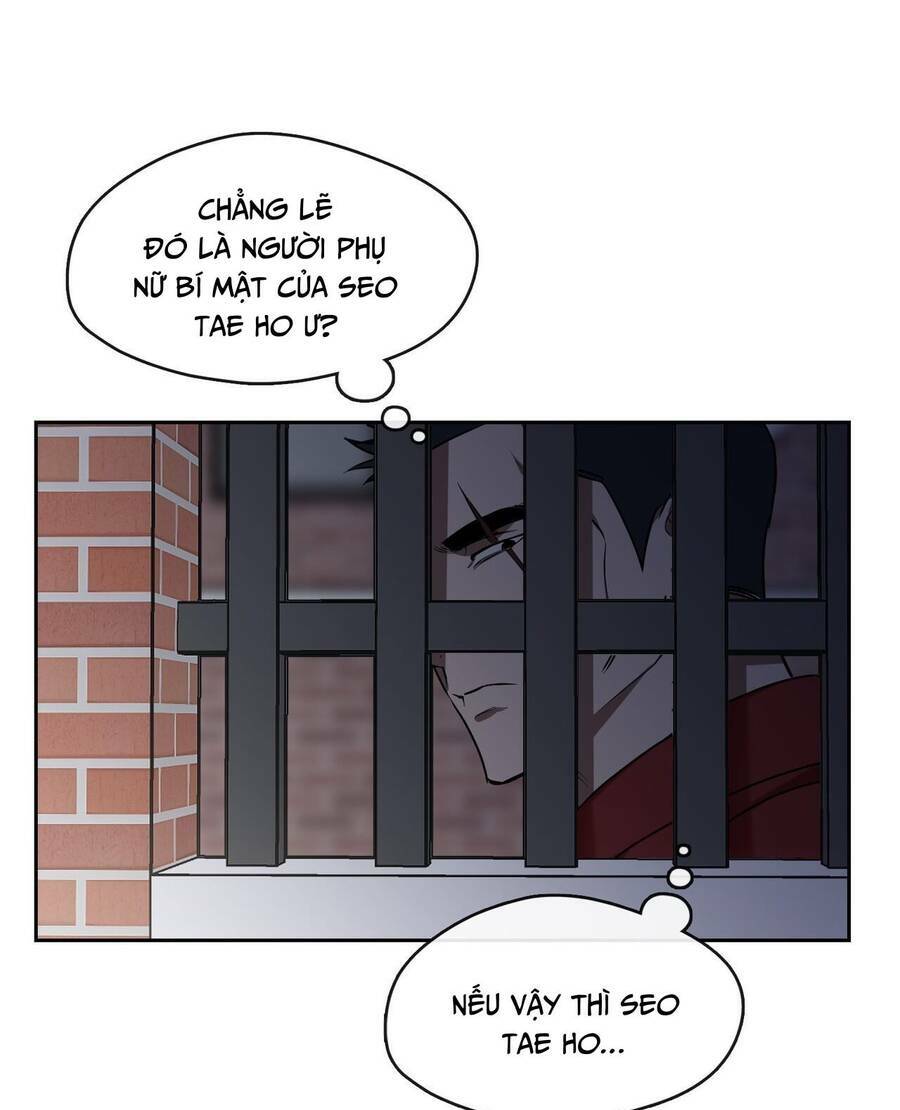 CHẲNG LẼ
ĐÓ LÀ NGƯỜI PHỤ
NỮ BÍ MẬT CỦA SEO
TAE HO Ư?
NẾU VẬY THÌ SEO
TAE HO...